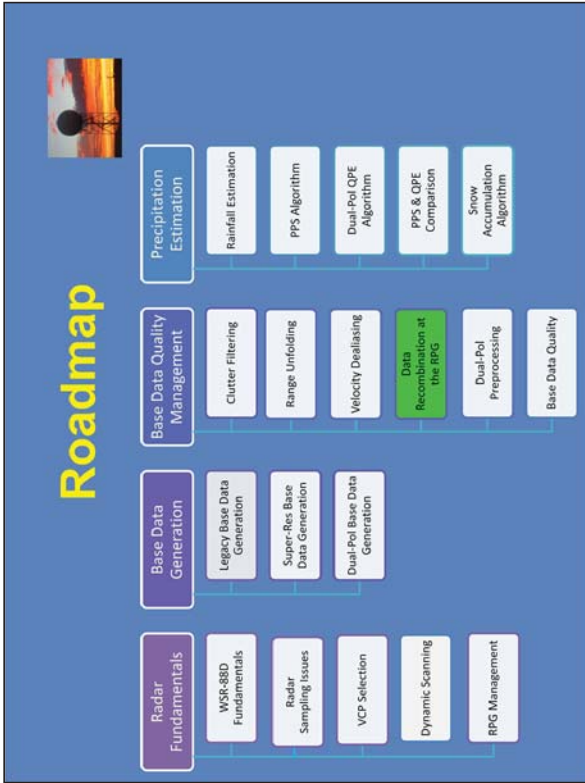 Roadmap
Radar
Fundamentals
WSR-88D
Fundamentals
Radar
Sampling Issues
VCP Selection
Dynamic Scanning
RPG Management
Base Data
Generation
Legacy Base Data
Generation
Super-Res Base
Data Generation
Dual-Pol Base Data
Generation
Base Data Quality
Management
Clutter Filtering
Range Unfolding
Velocity Dealiasing
Data
Recombination at
the RPG
Dual-Pol
Preprocessing
Base Data Quality
Precipitation
Estimation
Rainfall Estimation
PPS Algorithm
Dual-Pol QPE
Algorithm
PPS & QPE
Comparison
Snow
Accumulation
Algorithm